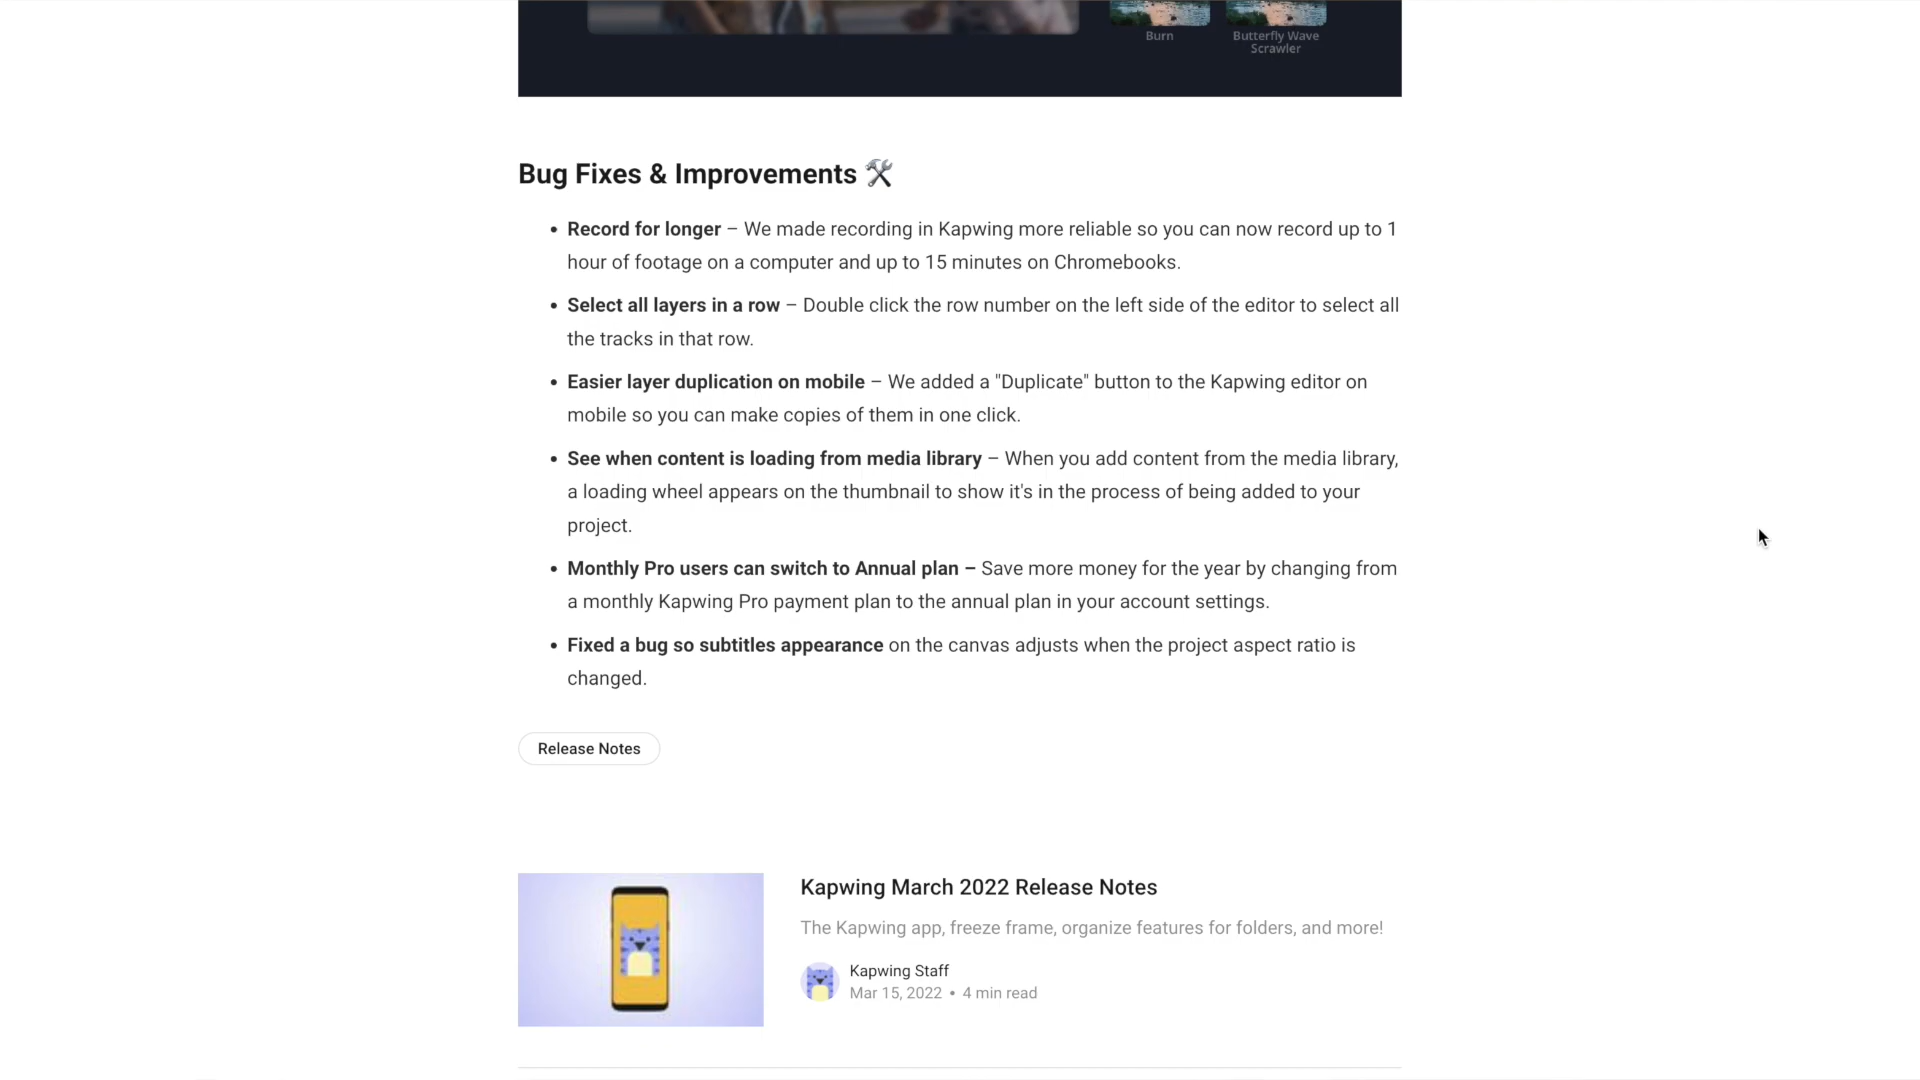 Burn
Butterfly Wave
Scrawler
Bug Fixes & Improvements 🛠
• Record for longer – We made recording in Kapwing more reliable so you can now record up to 1
hour of footage on a computer and up to 15 minutes on Chromebooks.
• Select all layers in a row – Double click the row number on the left side of the editor to select all
the tracks in that row.
• Easier layer duplication on mobile – We added a "Duplicate" button to the Kapwing editor on
mobile so you can make copies of them in one click.
• See when content is loading from media library – When you add content from the media library,
a loading wheel appears on the thumbnail to show it's in the process of being added to your
project.
• Monthly Pro users can switch to Annual plan – Save more money for the year by changing from
a monthly Kapwing Pro payment plan to the annual plan in your account settings.
• Fixed a bug so subtitles appearance on the canvas adjusts when the project aspect ratio is
changed.
Release Notes
Kapwing March 2022 Release Notes
The Kapwing app, freeze frame, organize features for folders, and more!
Kapwing Staff
Mar 15, 2022 • 4 min read